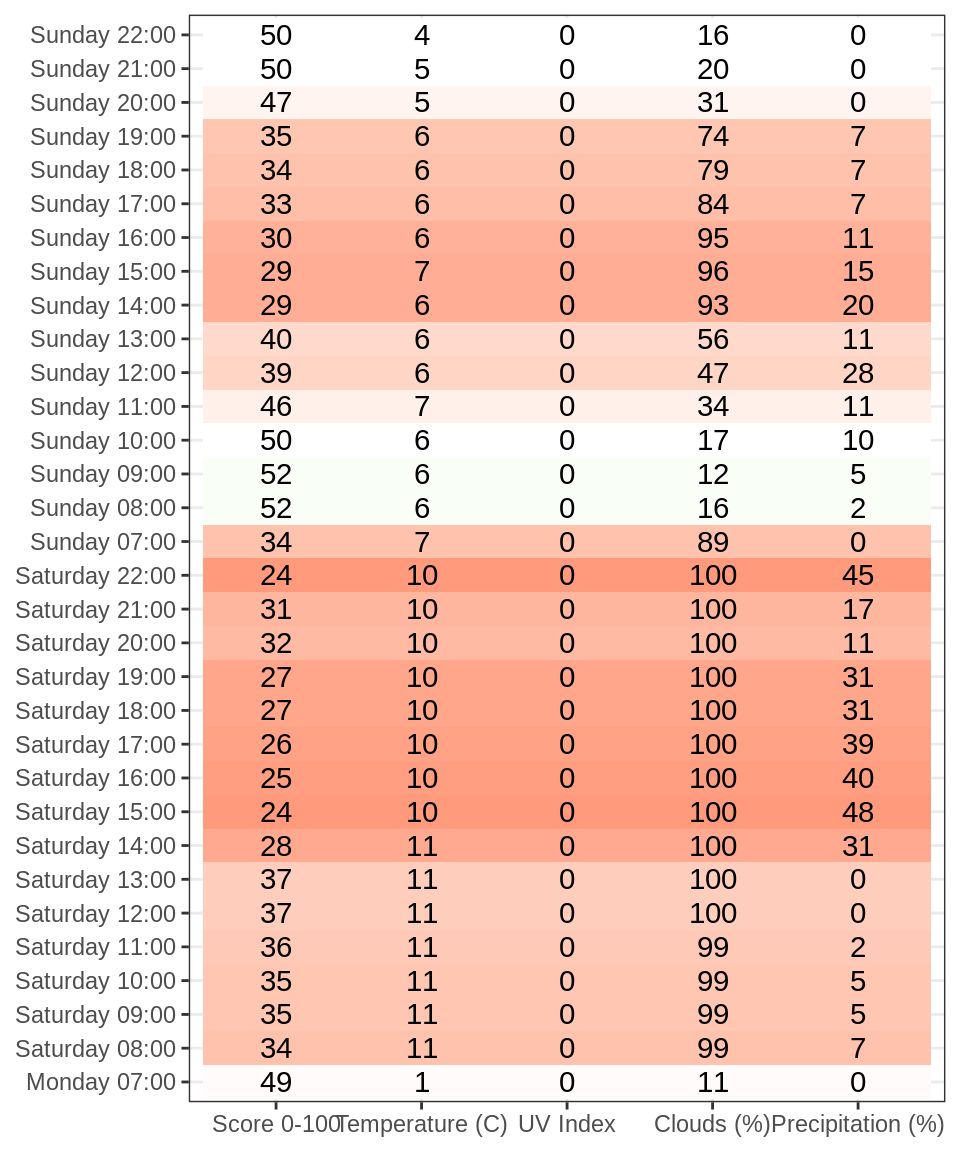 Sunday 22:00 50 4 0 16 0
Sunday 21:00 50 5 0 20 0
Sunday 20:00 47 5 0 31 0
Sunday 19:00 35 6 0 74 7
Sunday 18:00 34 6 0 79 7
Sunday 17:00 33 6 0 84 7
Sunday 16:00 30 6 0 95 11
Sunday 15:00 29 7 0 96 15
Sunday 14:00 29 6 0 93 20
Sunday 13:00 40 6 0 56 11
Sunday 12:00 39 6 0 47 28
Sunday 11:00 46 7 0 34 11
Sunday 10:00 50 6 0 17 10
Sunday 09:00 52 6 0 12 5
Sunday 08:00 52 6 0 16 2
Sunday 07:00 34 7 0 89 0
Saturday 22:00 24 10 0 100 45
Saturday 21:00 31 10 0 100 17
Saturday 20:00 32 10 0 100 11
Saturday 19:00 27 10 0 100 31
Saturday 18:00 27 10 0 100 31
Saturday 17:00 26 10 0 100 39
Saturday 16:00 25 10 0 100 40
Saturday 15:00 24 10 0 100 48
Saturday 14:00 28 11 0 100 31
Saturday 13:00 37 11 0 100 0
Saturday 12:00 37 11 0 100 0
Saturday 11:00 36 11 0 99 2
Saturday 10:00 35 11 0 99 5
Saturday 09:00 35 11 0 99 5
Saturday 08:00 34 11 0 99 7
Monday 07:00 49 1 0 11 0
Score 0-100 Temperature (C) UV Index Clouds (%) Precipitation (%)